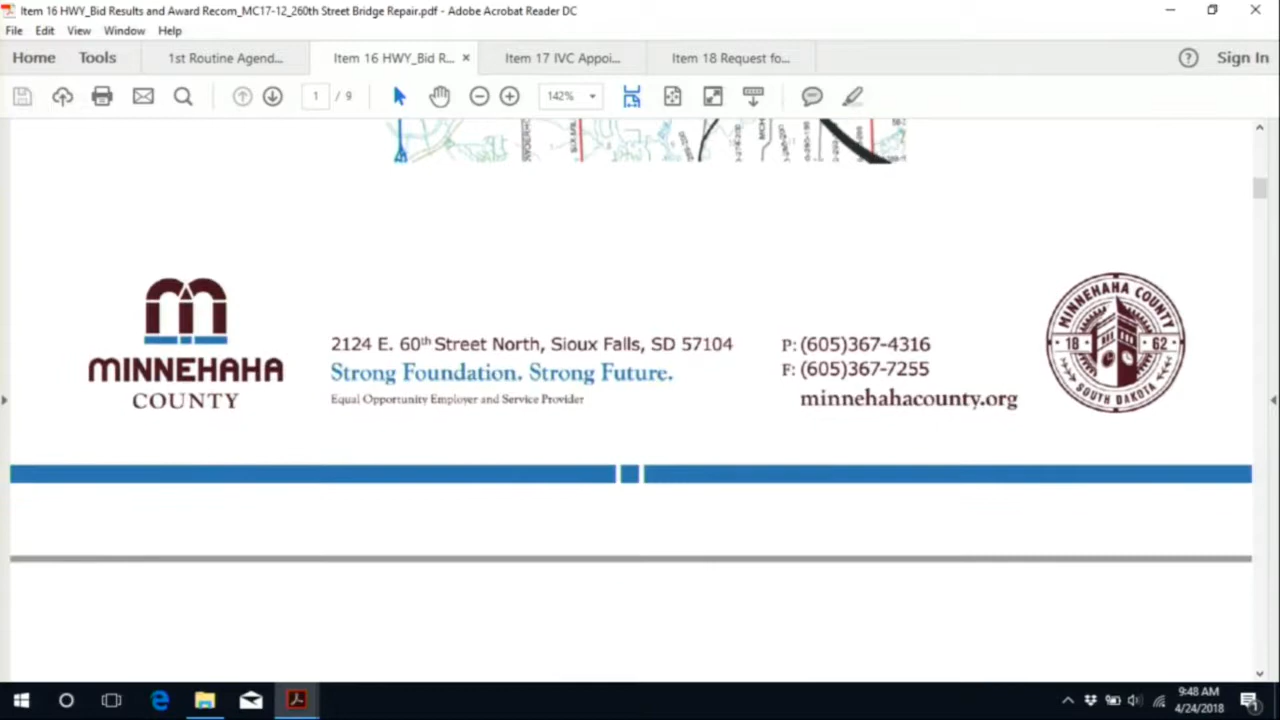 Item 16 HWY_Bid Results and Award Recom_MC17-12_260th Street Bridge Repair.pdf - Adobe Acrobat Reader DC
File Edit View Window Help
Home Tools 1st Routine Agend... Item 16 HWY_Bid R... × Item 17 IVC Appoi... Item 18 Request fo... Sign In
1 / 9 142%
MINNEHAHA
COUNTY
2124 E. 60th Street North, Sioux Falls, SD 57104
Strong Foundation. Strong Future.
Equal Opportunity Employer and Service Provider
P: (605)367-4316
F: (605)367-7255
minnehahacounty.org
MINNEHAHA COUNTY
18 62
SOUTH DAKOTA
9:48 AM
4/24/2018